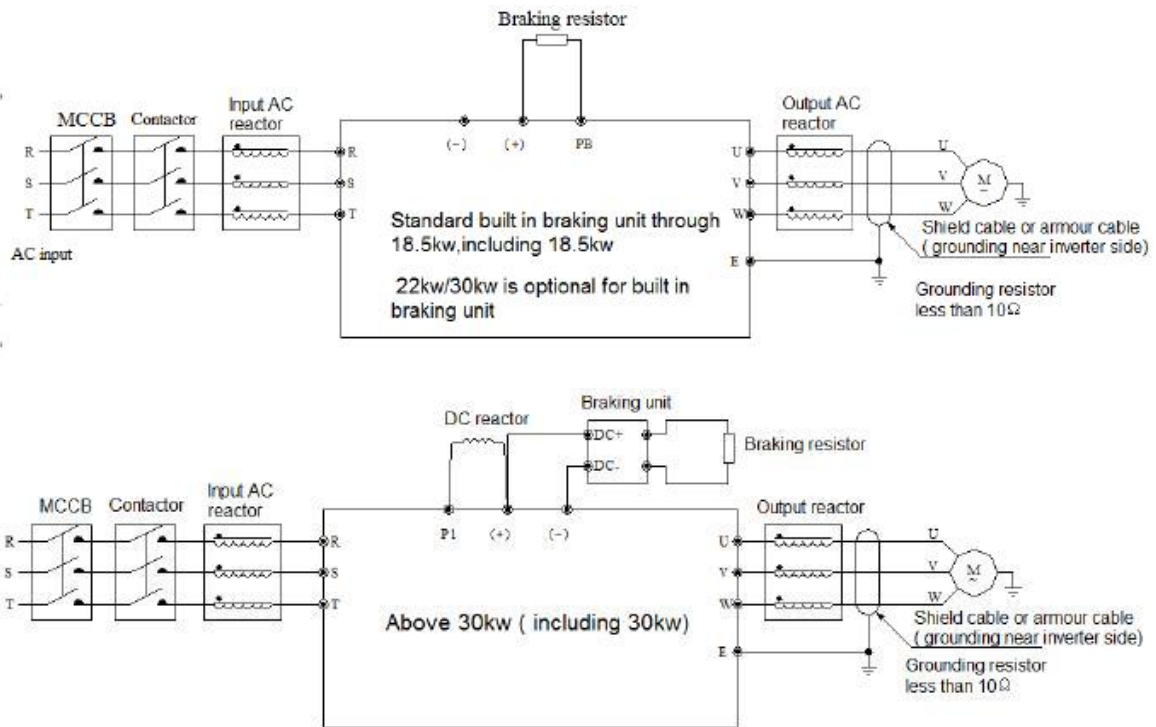 Braking resistor
MCCB
Contactor
Input AC
reactor
Output AC
reactor
(-)
(+)
PB
R
R
U
U
S
S
V
V
M
~
T
T
W
W
AC input
Standard built in braking unit through
18.5kw,including 18.5kw
22kw/30kw is optional for built in
braking unit
Shield cable or armour cable
( grounding near inverter side)
E
Grounding resistor
less than 10Ω
DC reactor
Braking unit
DC+
DC-
Braking resistor
MCCB
Contactor
Input AC
reactor
Output reactor
P1
(+)
(-)
R
R
U
U
S
S
V
V
M
~
T
T
W
W
Above 30kw ( including 30kw)
Shield cable or armour cable
( grounding near inverter side)
E
Grounding resistor
less than 10Ω